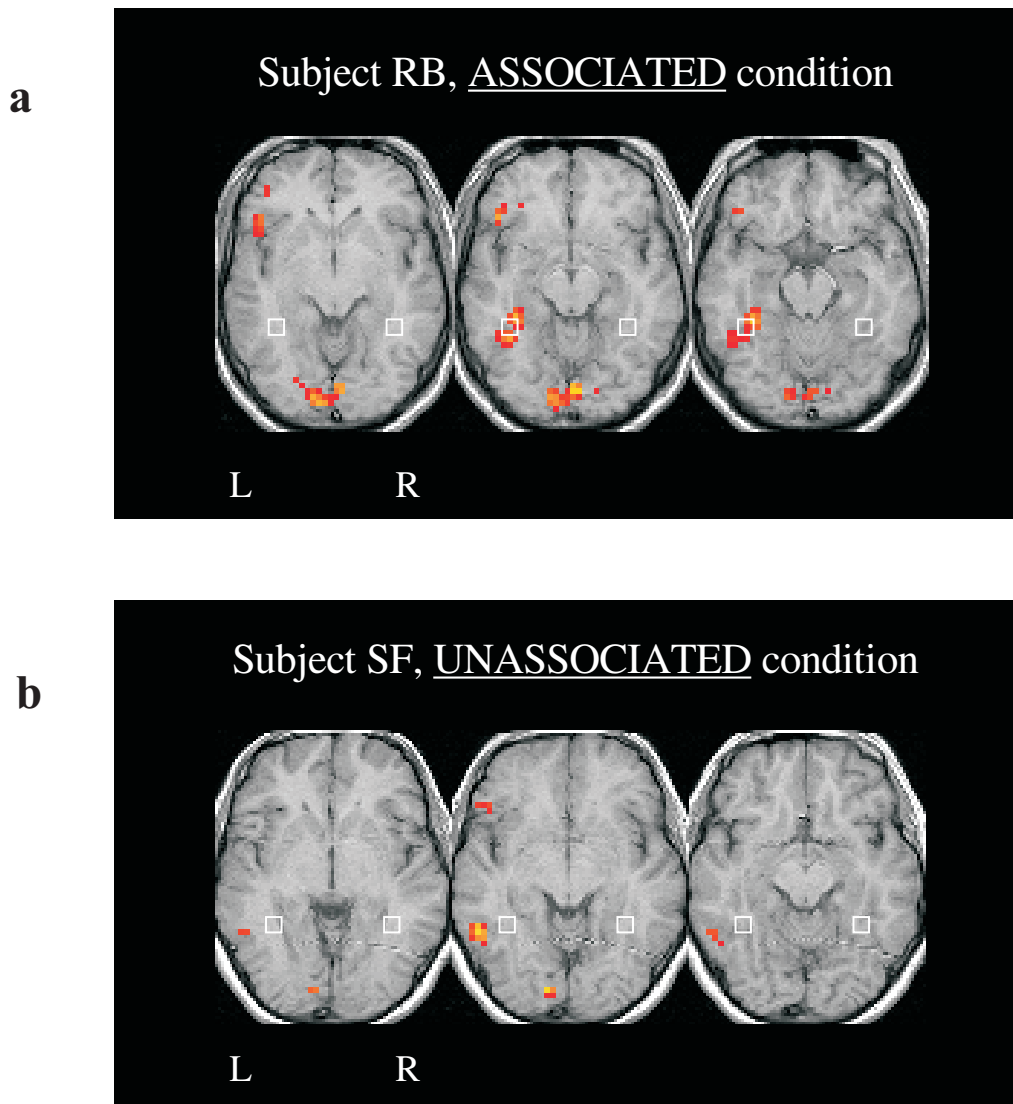 a
Subject RB, ASSOCIATED condition
L R
b
Subject SF, UNASSOCIATED condition
L R